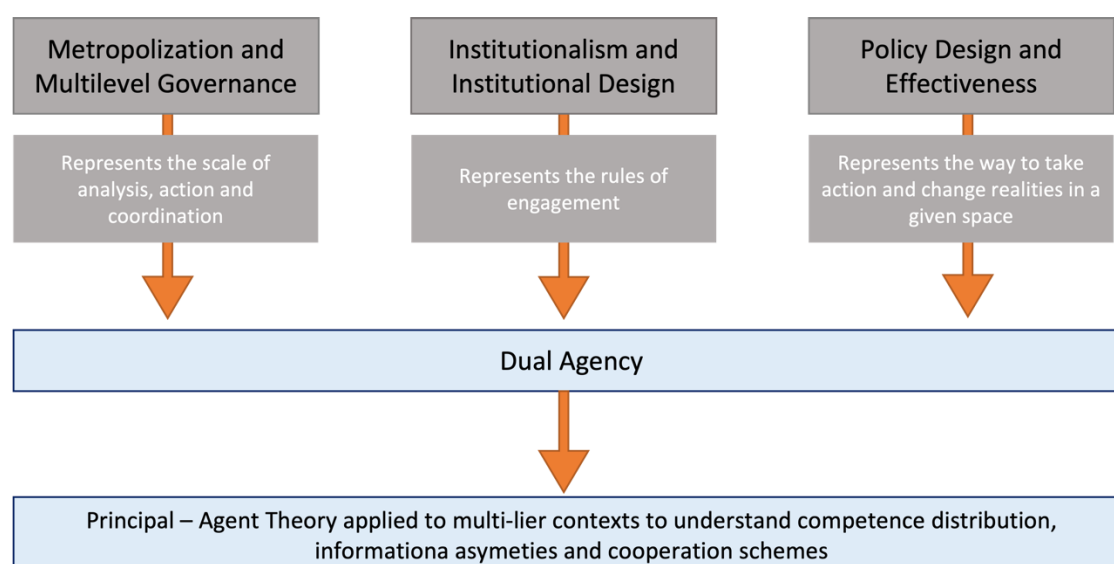 Metropolization and
Multilevel Governance
Institutionalism and
Institutional Design
Policy Design and
Effectiveness
Represents the scale of
analysis, action and
coordination
Represents the rules of
engagement
Represents the way to take
action and change realities in a
given space
Dual Agency
Principal – Agent Theory applied to multi-lier contexts to understand competence distribution,
informationa asymeties and cooperation schemes